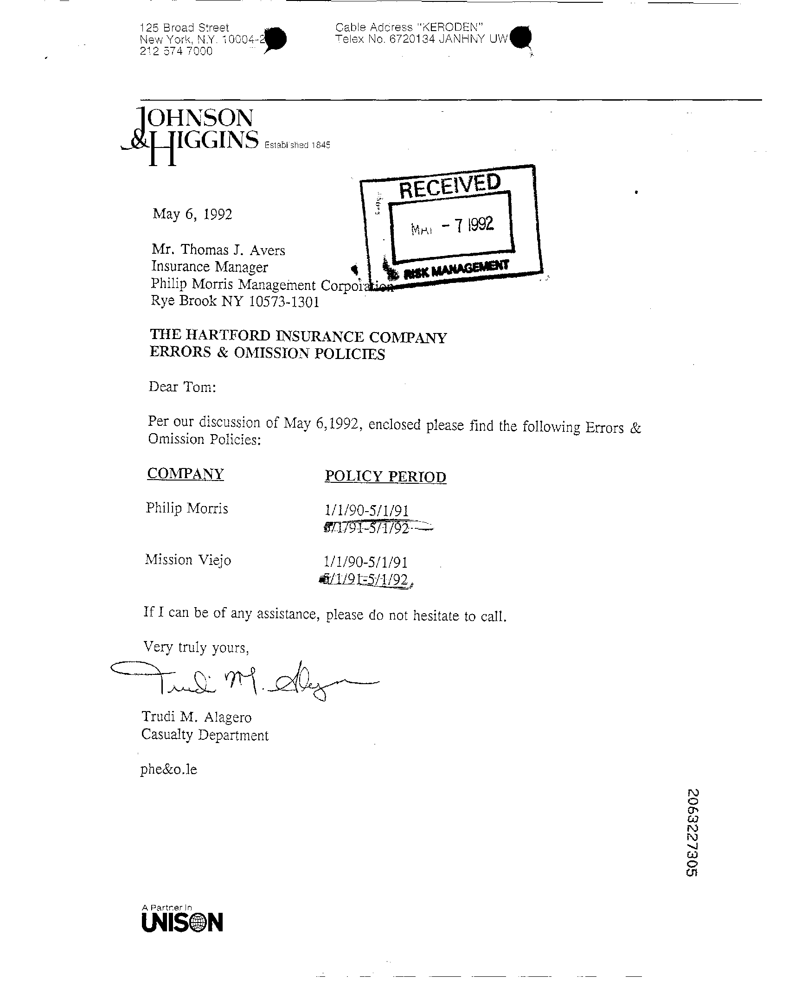 125 Broad Street
New York, N.Y. 10004-2
212 574 7000
Cable Address "KERODEN"
Telex No. 6720134 JANHNY UW
JOHNSON
&HIGGINS Established 1845
RECEIVED
MAY - 7 1992
RISK MANAGEMENT
May 6, 1992
Mr. Thomas J. Avers
Insurance Manager
Philip Morris Management Corporation
Rye Brook NY 10573-1301
THE HARTFORD INSURANCE COMPANY
ERRORS & OMISSION POLICIES
Dear Tom:
Per our discussion of May 6,1992, enclosed please find the following Errors &
Omission Policies:
COMPANY POLICY PERIOD
Philip Morris 1/1/90-5/1/91
5/1/91-5/1/92
Mission Viejo 1/1/90-5/1/91
5/1/91-5/1/92
If I can be of any assistance, please do not hesitate to call.
Very truly yours,
Trudi M. Alagero
Casualty Department
phe&o.le
2063227305
A Partner in
UNISON